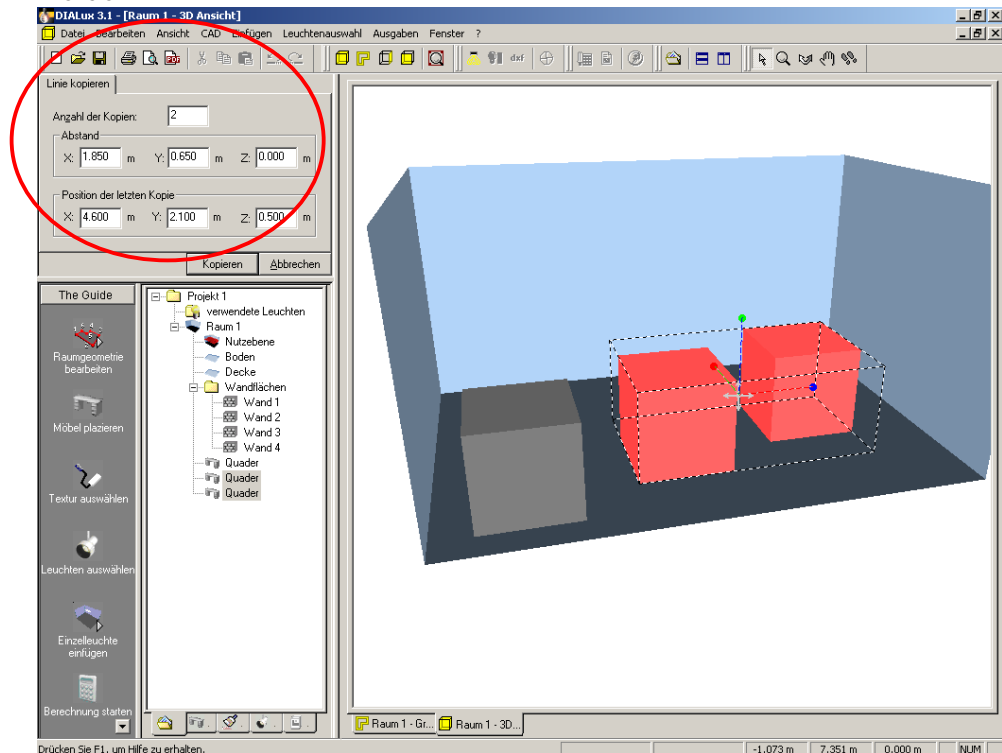 DIALux 3.1 - [Raum 1 - 3D Ansicht]
Datei Bearbeiten Ansicht CAD Einfügen Leuchtenauswahl Ausgaben Fenster ?
PDF
dxf
Linie kopieren
Anzahl der Kopien: 2
Abstand
X: 1.850 m Y: 0.650 m Z: 0.000 m
Position der letzten Kopie
X: 4.600 m Y: 2.100 m Z: 0.500 m
Kopieren Abbrechen
The Guide
Raumgeometrie
bearbeiten
Möbel plazieren
Textur auswählen
Leuchten auswählen
Einzelleuchte
einfügen
Berechnung starten
Projekt 1
verwendete Leuchten
Raum 1
Nutzebene
Boden
Decke
Wandflächen
Wand 1
Wand 2
Wand 3
Wand 4
Quader
Quader
Quader
Raum 1 - Gr... Raum 1 - 3D...
Drücken Sie F1, um Hilfe zu erhalten. -1.073 m 7.351 m 0.000 m NUM